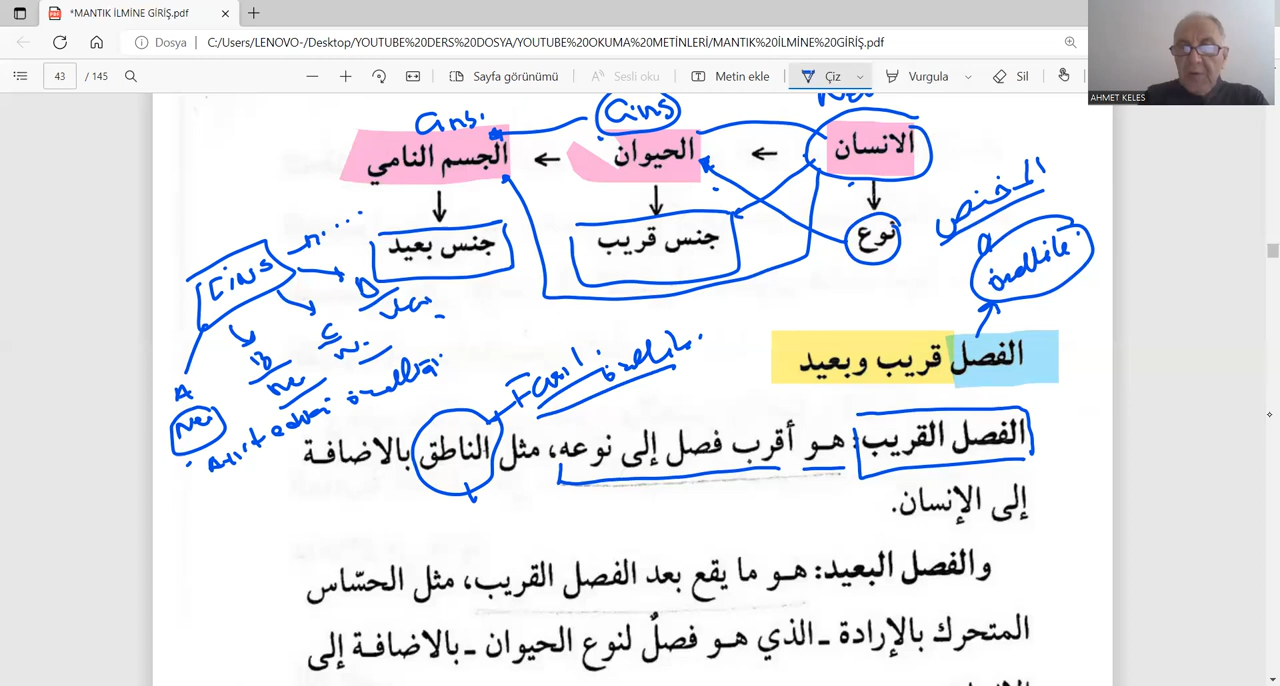 *MANTIK İLMİNE GİRİŞ.pdf
Dosya
C:/Users/LENOVO-/Desktop/YOUTUBE%20DERS%20DOSYA/YOUTUBE%20OKUMA%20METİNLERİ/MANTIK%20İLMİNE%20GİRİŞ.pdf
43 / 145
Sayfa görünümü
Sesli oku
Metin ekle
Çiz
Vurgula
Sil
AHMET KELES
Cins.
Cins
الانسان ← الحيوان ← الجسم النامي
نوع
جنس قريب
جنس بعيد
Cins
A
B
C
D
Nev
özellik
الفصل قريب وبعيد
Fasıl
özellik
الفصل القريب: هو أقرب فصل إلى نوعه، مثل الناطق بالاضافة
إلى الإنسان.
والفصل البعيد: هو ما يقع بعد الفصل القريب، مثل الحسّاس
المتحرك بالإرادة ـ الذي هو فصلٌ لنوع الحيوان ـ بالاضافة إلى